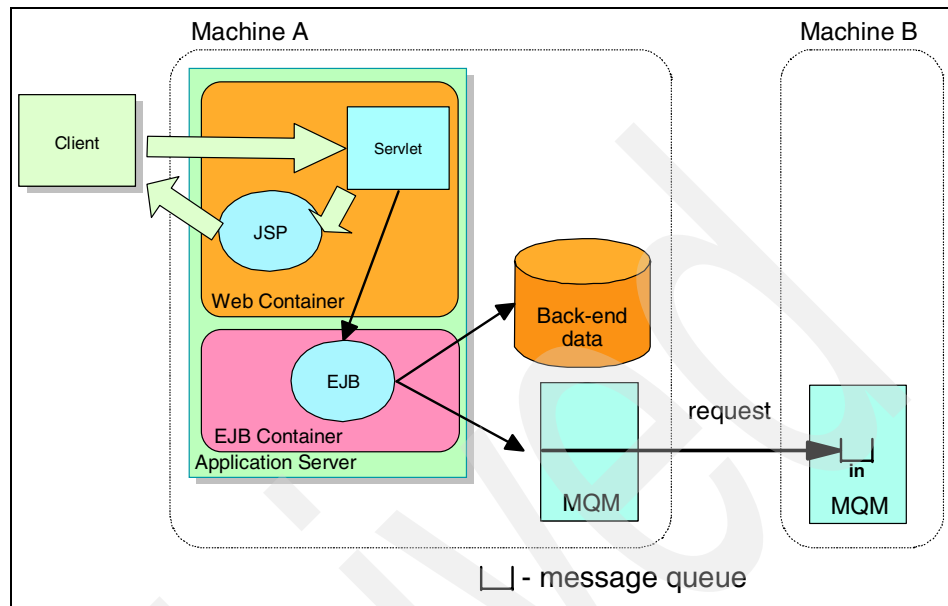 Machine A
Machine B
Client
Servlet
JSP
Web Container
Back-end
data
EJB
EJB Container
Application Server
request
in
MQM
MQM
- message queue